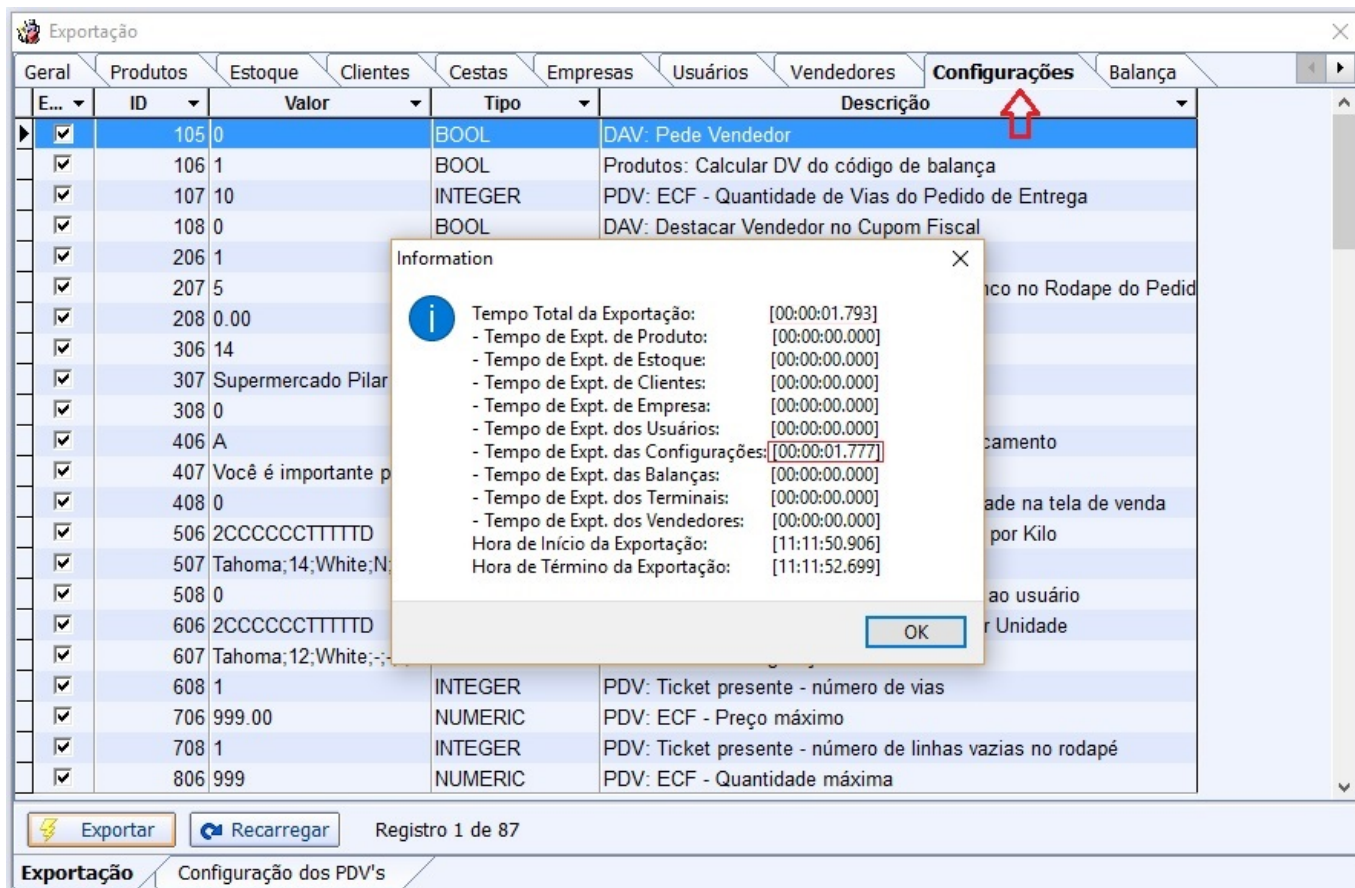 Exportação
Geral Produtos Estoque Clientes Cestas Empresas Usuários Vendedores Configurações Balança
E... ID Valor Tipo Descrição
105 0 BOOL DAV: Pede Vendedor
106 1 BOOL Produtos: Calcular DV do código de balança
107 10 INTEGER PDV: ECF - Quantidade de Vias do Pedido de Entrega
108 0 BOOL DAV: Destacar Vendedor no Cupom Fiscal
206 1
207 5 nco no Rodape do Pedid
208 0.00
306 14
307 Supermercado Pilar
308 0
406 A camento
407 Você é importante p
408 0 ade na tela de venda
506 2CCCCCCTTTTTD por Kilo
507 Tahoma;14;White;N;
508 0 ao usuário
606 2CCCCCCTTTTTD r Unidade
607 Tahoma;12;White;-;-
608 1 INTEGER PDV: Ticket presente - número de vias
706 999.00 NUMERIC PDV: ECF - Preço máximo
708 1 INTEGER PDV: Ticket presente - número de linhas vazias no rodapé
806 999 NUMERIC PDV: ECF - Quantidade máxima
Information
Tempo Total da Exportação: [00:00:01.793]
- Tempo de Expt. de Produto: [00:00:00.000]
- Tempo de Expt. de Estoque: [00:00:00.000]
- Tempo de Expt. de Clientes: [00:00:00.000]
- Tempo de Expt. de Empresa: [00:00:00.000]
- Tempo de Expt. dos Usuários: [00:00:00.000]
- Tempo de Expt. das Configurações: [00:00:01.777]
- Tempo de Expt. das Balanças: [00:00:00.000]
- Tempo de Expt. dos Terminais: [00:00:00.000]
- Tempo de Expt. dos Vendedores: [00:00:00.000]
Hora de Início da Exportação: [11:11:50.906]
Hora de Término da Exportação: [11:11:52.699]
OK
Exportar Recarregar Registro 1 de 87
Exportação Configuração dos PDV's